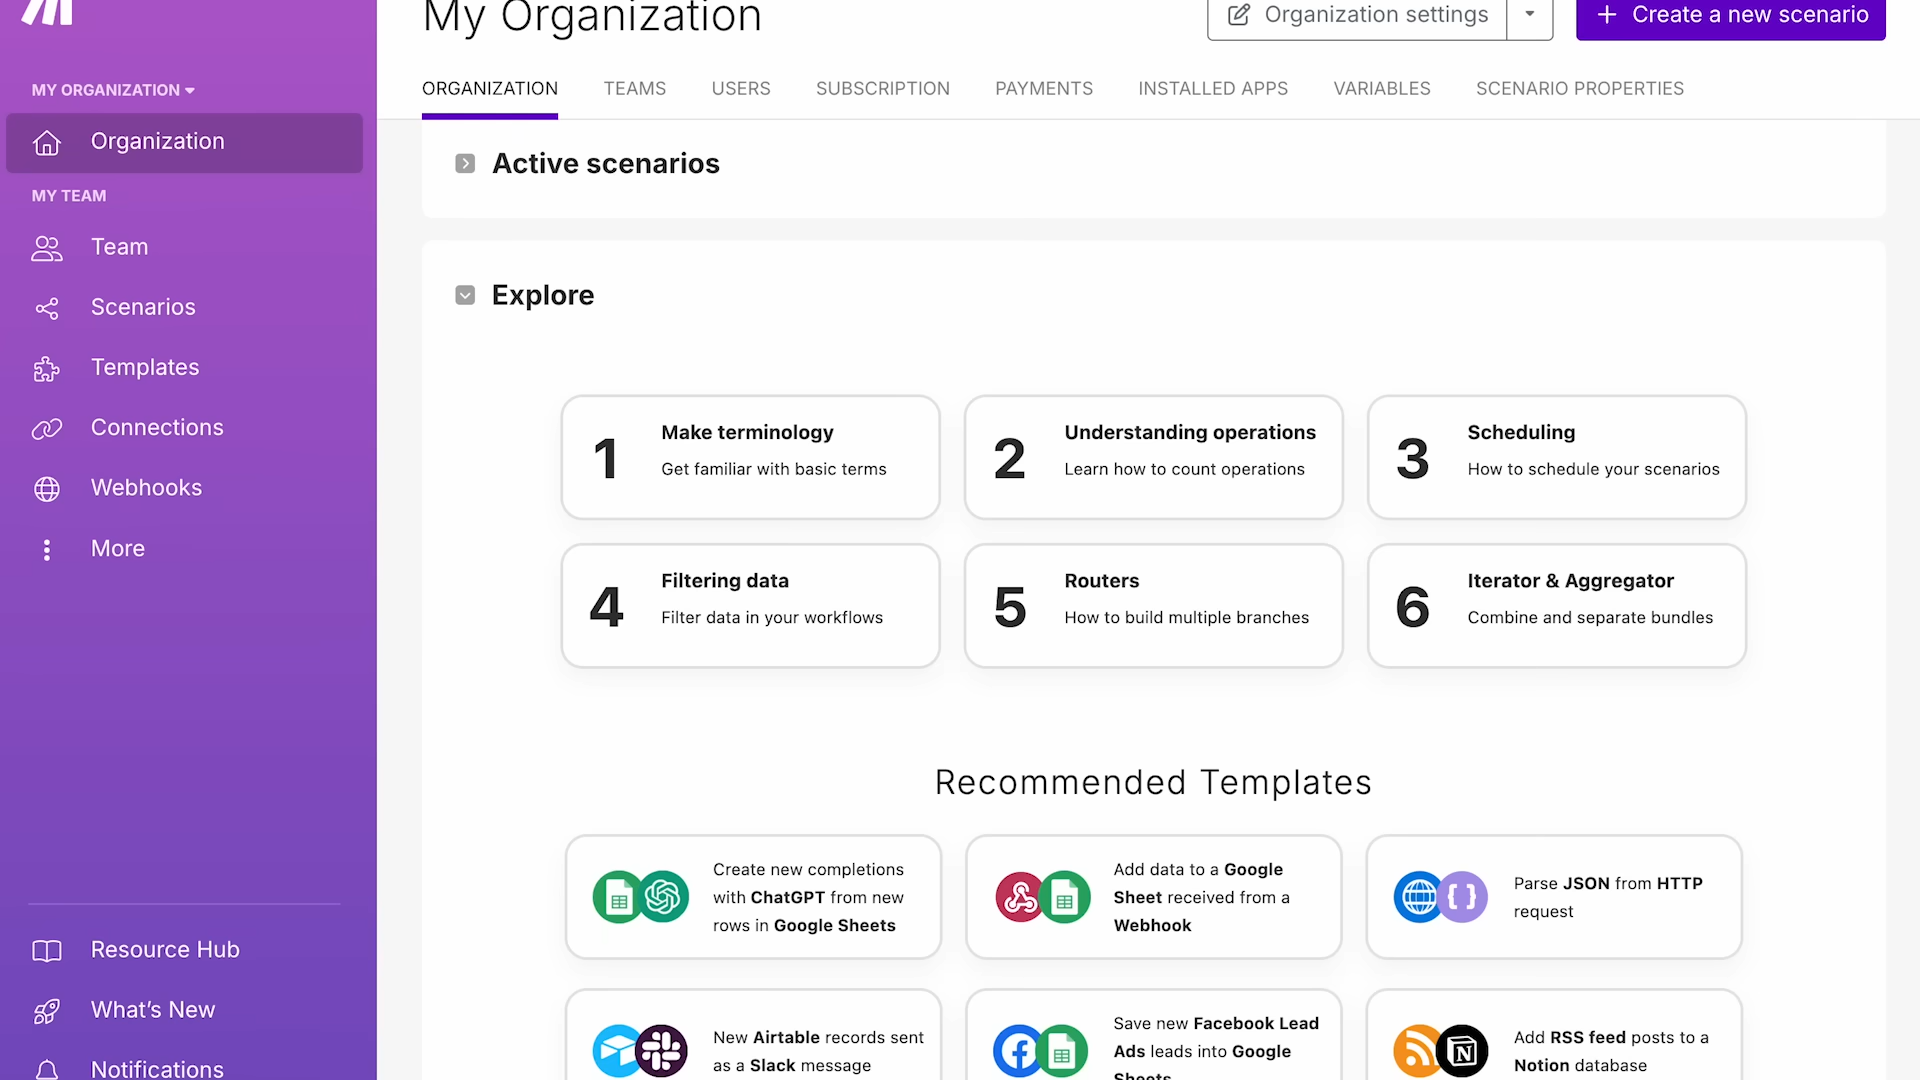 MY ORGANIZATION
Organization
MY TEAM
Team
Scenarios
Templates
Connections
Webhooks
More
Resource Hub
What's New
Notifications
My Organization
Organization settings
+ Create a new scenario
ORGANIZATION TEAMS USERS SUBSCRIPTION PAYMENTS INSTALLED APPS VARIABLES SCENARIO PROPERTIES
Active scenarios
Explore
1
Make terminology
Get familiar with basic terms
2
Understanding operations
Learn how to count operations
3
Scheduling
How to schedule your scenarios
4
Filtering data
Filter data in your workflows
5
Routers
How to build multiple branches
6
Iterator & Aggregator
Combine and separate bundles
Recommended Templates
Create new completions
with ChatGPT from new
rows in Google Sheets
Add data to a Google
Sheet received from a
Webhook
Parse JSON from HTTP
request
New Airtable records sent
as a Slack message
Save new Facebook Lead
Ads leads into Google
Sheets
Add RSS feed posts to a
Notion database